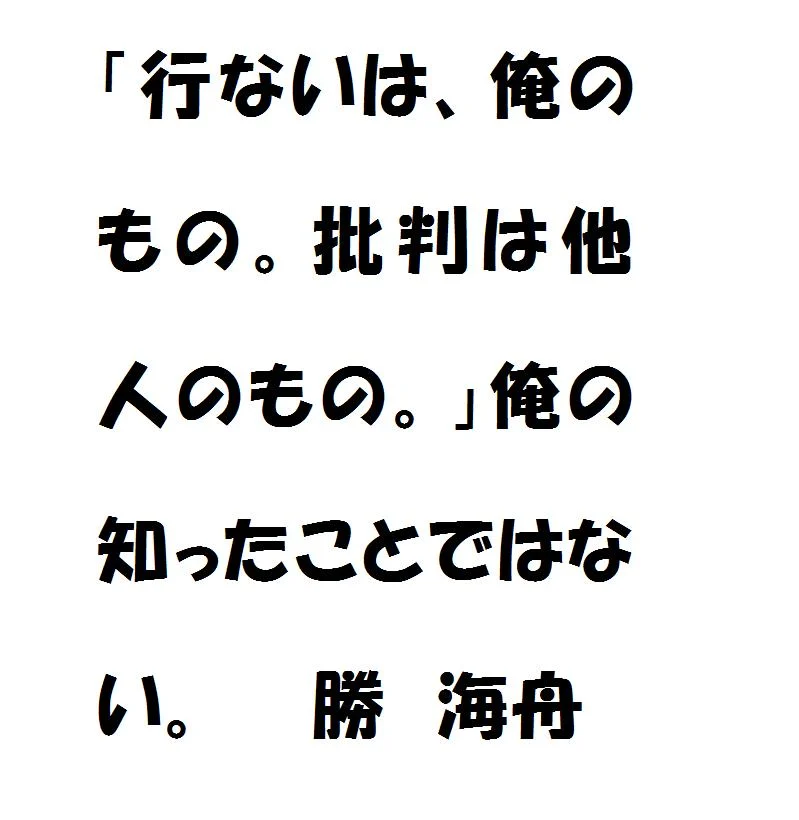 「行ないは、俺の
もの。批判は他
人のもの。」俺の
知ったことではな
い。　　勝　海舟